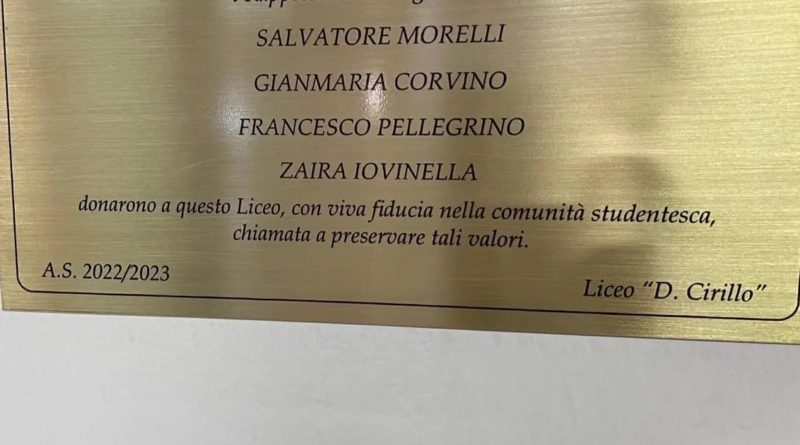 SALVATORE MORELLI
GIANMARIA CORVINO
FRANCESCO PELLEGRINO
ZAIRA IOVINELLA
donarono a questo Liceo, con viva fiducia nella comunità studentesca,
chiamata a preservare tali valori.
A.S. 2022/2023
Liceo “D. Cirillo”